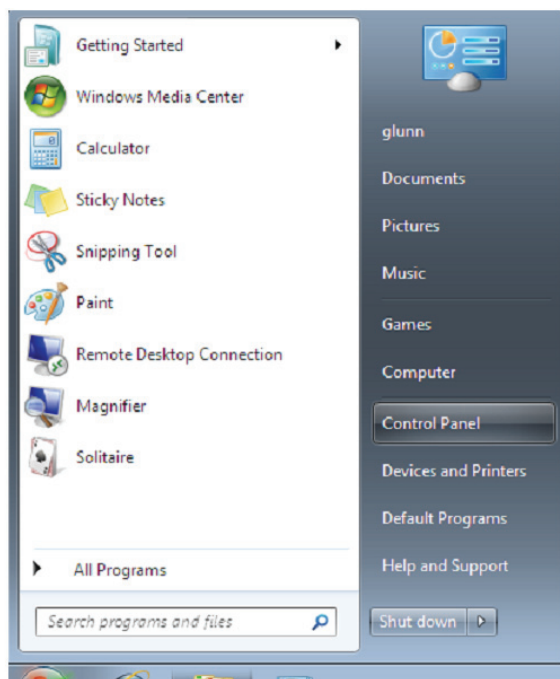 Getting Started
Windows Media Center
Calculator
Sticky Notes
Snipping Tool
Paint
Remote Desktop Connection
Magnifier
Solitaire
All Programs
Search programs and files
glunn
Documents
Pictures
Music
Games
Computer
Control Panel
Devices and Printers
Default Programs
Help and Support
Shut down